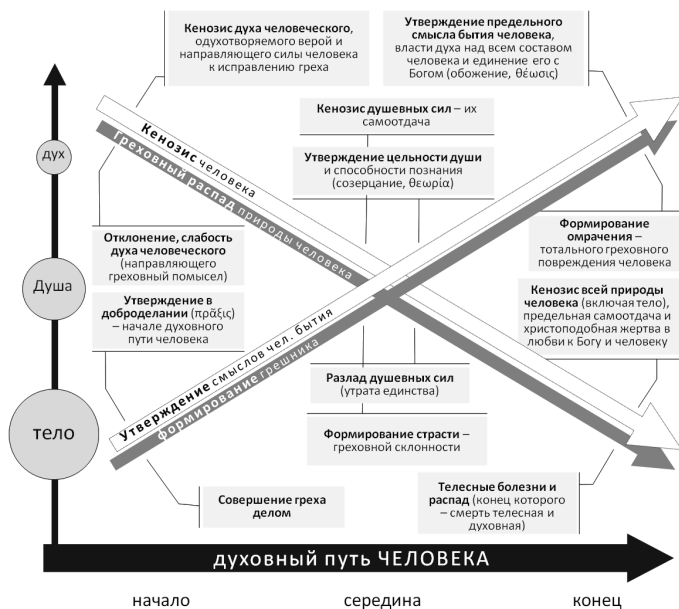 Кенозис духа человеческого,
одухотворяемого верой и
направляющего силы человека
к исправлению греха
Утверждение предельного
смысла бытия человека,
власти духа над всем составом
человека и единение его с
Богом (обожение, θέωσις)
Кенозис душевных сил – их
самоотдача
Утверждение цельности души
и способности познания
(созерцание, θεωρία)
дух
Кенозис человека
Греховный распад природы человека
Отклонение, слабость
духа человеческого
(направляющего
греховный помысел)
Утверждение в
доброделании (πρᾶξις)
– начале духовного
пути человека
Душа
Формирование
омрачения –
тотального греховного
повреждения человека
Кенозис всей природы
человека (включая тело),
предельная самоотдача и
христоподобная жертва в
любви к Богу и человеку
Утверждение смыслов чел. бытия
формирование грешника
тело
Разлад душевных сил
(утрата единства)
Формирование страсти –
греховной склонности
Совершение греха
делом
Телесные болезни и
распад (конец которого
– смерть телесная и
духовная)
духовный путь ЧЕЛОВЕКА
начало
середина
конец